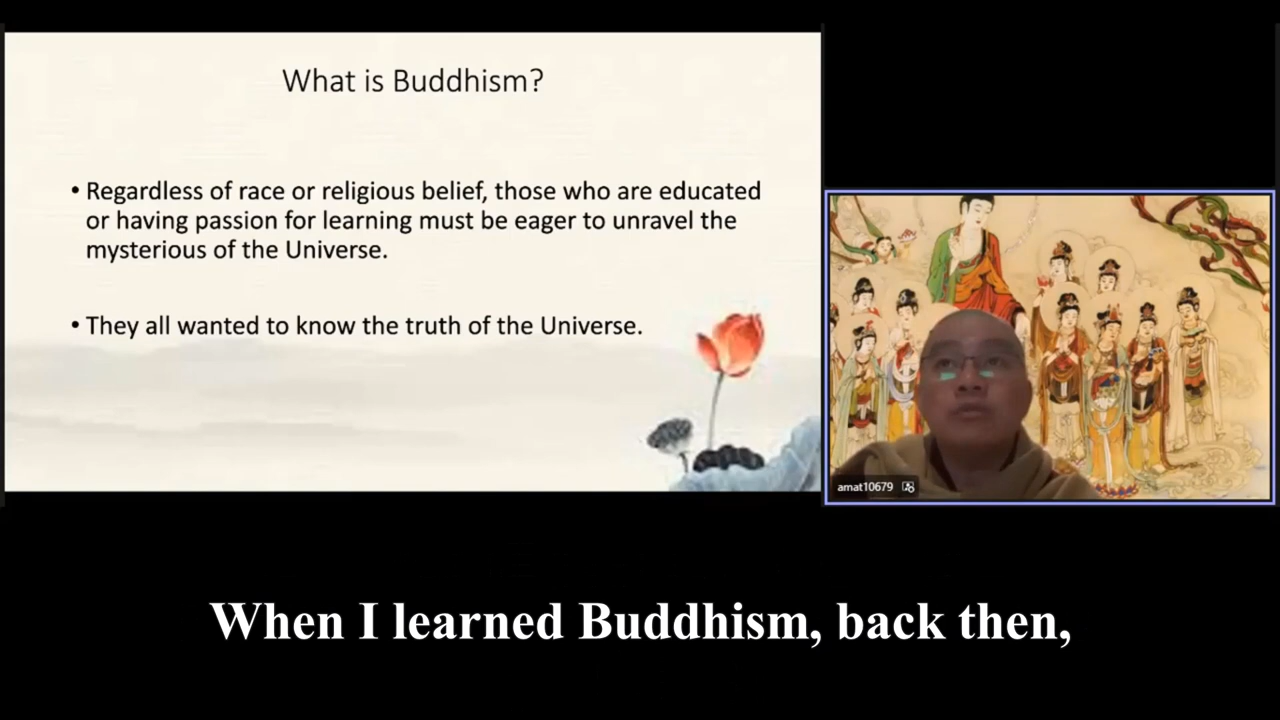 What is Buddhism?
• Regardless of race or religious belief, those who are educated
or having passion for learning must be eager to unravel the
mysterious of the Universe.
• They all wanted to know the truth of the Universe.
amat10679
When I learned Buddhism, back then,